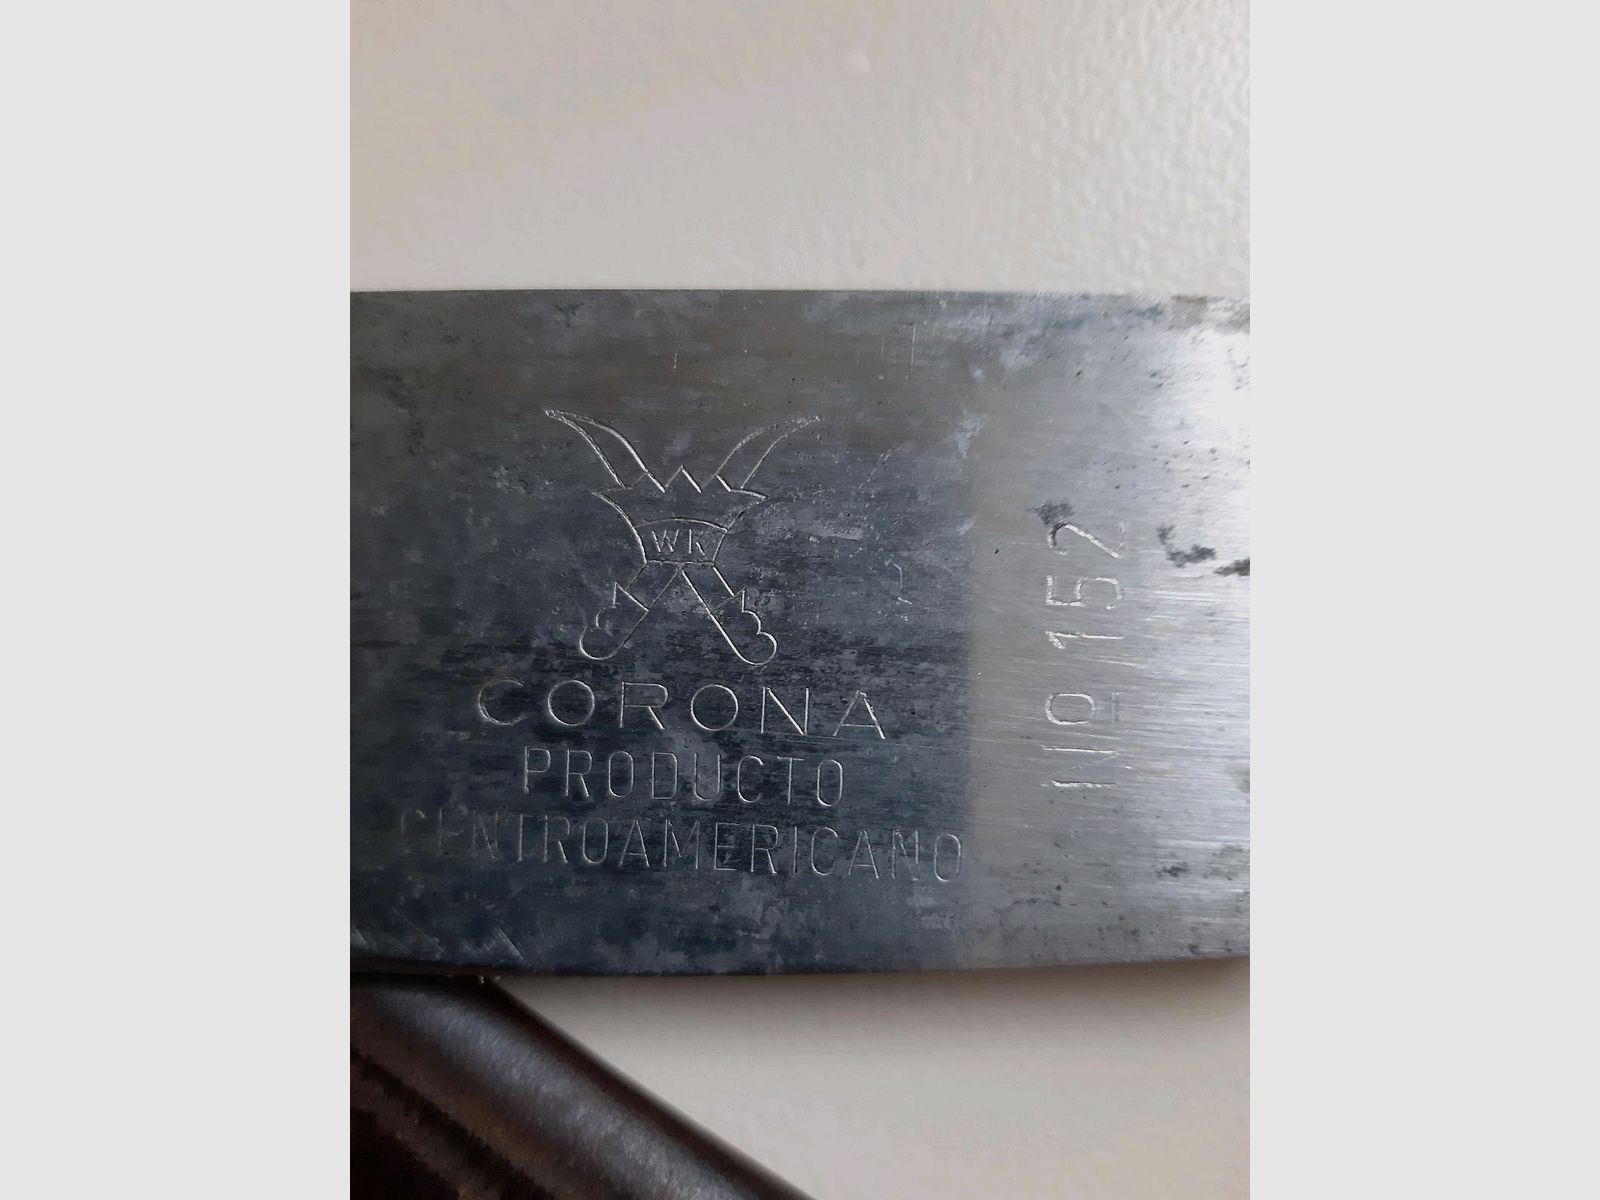 WK
CORONA
PRODUCTO
CENTROAMERICANO
NO 152